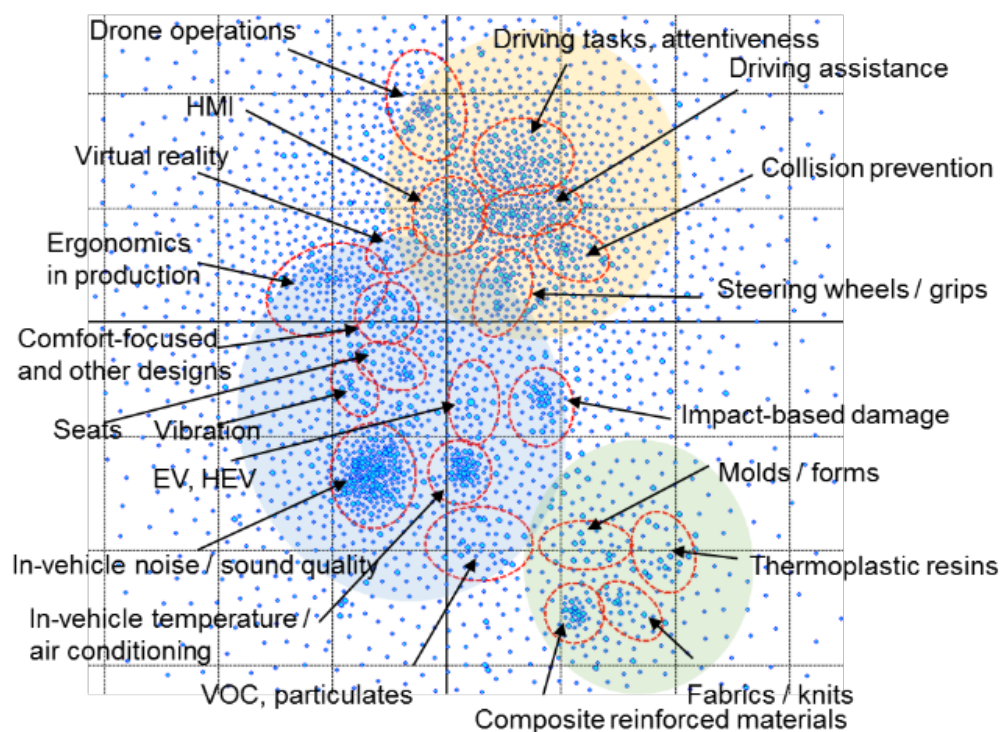 Drone operations
Driving tasks, attentiveness
Driving assistance
HMI
Virtual reality
Collision prevention
Ergonomics
in production
Steering wheels / grips
Comfort-focused
and other designs
Seats
Vibration
Impact-based damage
EV, HEV
Molds / forms
In-vehicle noise / sound quality
Thermoplastic resins
In-vehicle temperature /
air conditioning
VOC, particulates
Fabrics / knits
Composite reinforced materials